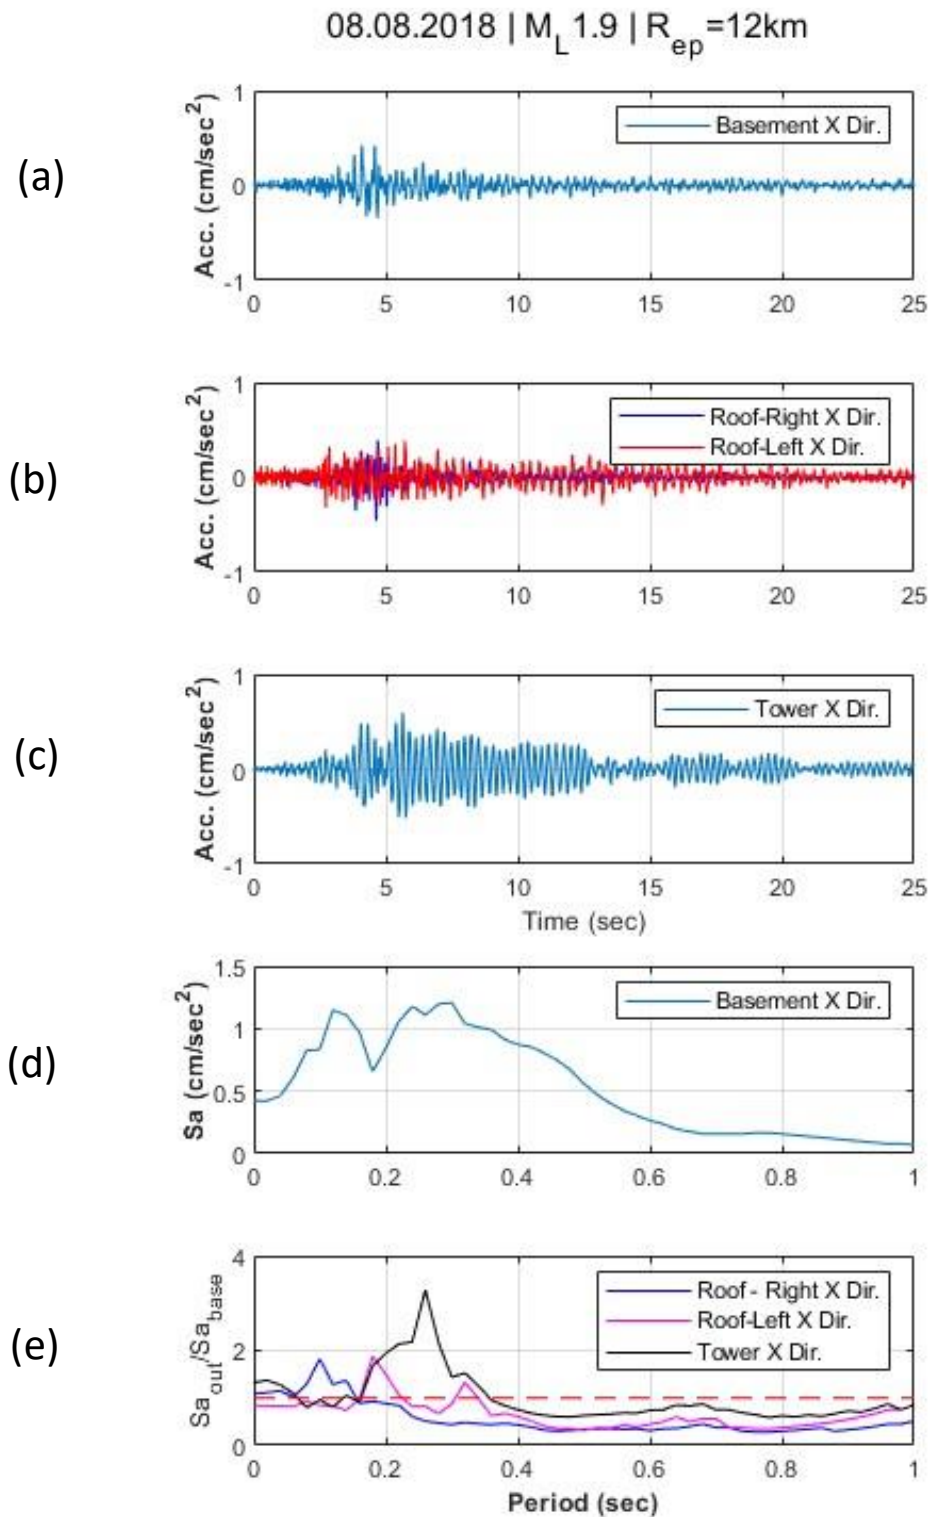 08.08.2018 | M_L 1.9 | R_ep=12km
(a)
Acc. (cm/sec²)
1
0
-1
Basement X Dir.
0 5 10 15 20 25
(b)
Acc. (cm/sec²)
1
0
-1
Roof-Right X Dir.
Roof-Left X Dir.
0 5 10 15 20 25
(c)
Acc. (cm/sec²)
1
0
-1
Tower X Dir.
0 5 10 15 20 25
Time (sec)
(d)
Sa (cm/sec²)
1.5
1
0.5
0
Basement X Dir.
0 0.2 0.4 0.6 0.8 1
(e)
Sa_out/Sa_base
4
2
0
Roof - Right X Dir.
Roof-Left X Dir.
Tower X Dir.
0 0.2 0.4 0.6 0.8 1
Period (sec)